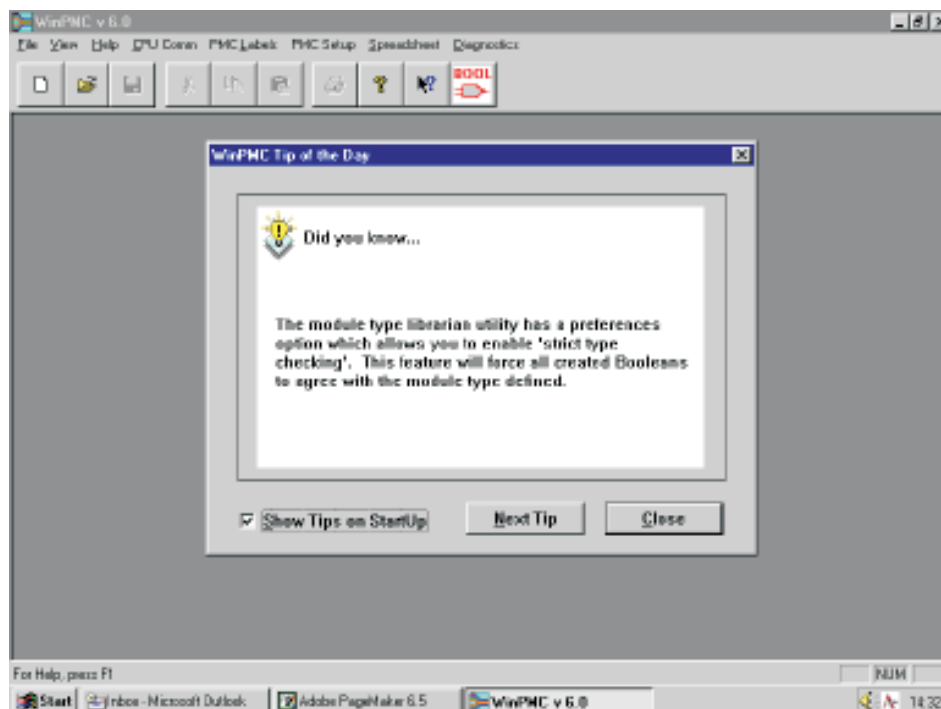 WinPMC v 6.0
File View Help CPU Comm PMC Labels PMC Setup Spreadsheet Diagnostics
BOOL
WinPMC Tip of the Day
Did you know...
The module type librarian utility has a preferences
option which allows you to enable 'strict type
checking'. This feature will force all created Booleans
to agree with the module type defined.
Show Tips on StartUp
Next Tip
Close
For Help, press F1
NUM
Start
Inbox - Microsoft Outlook
Adobe PageMaker 6.5
WinPMC v 6.0
14:32